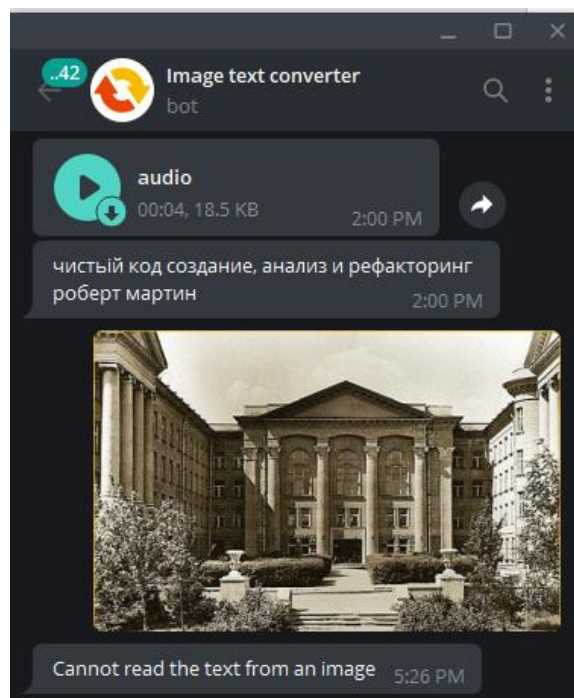 ..42
Image text converter
bot
audio
00:04, 18.5 KB
2:00 PM
чистый код создание, анализ и рефакторинг
роберт мартин
2:00 PM
Cannot read the text from an image
5:26 PM